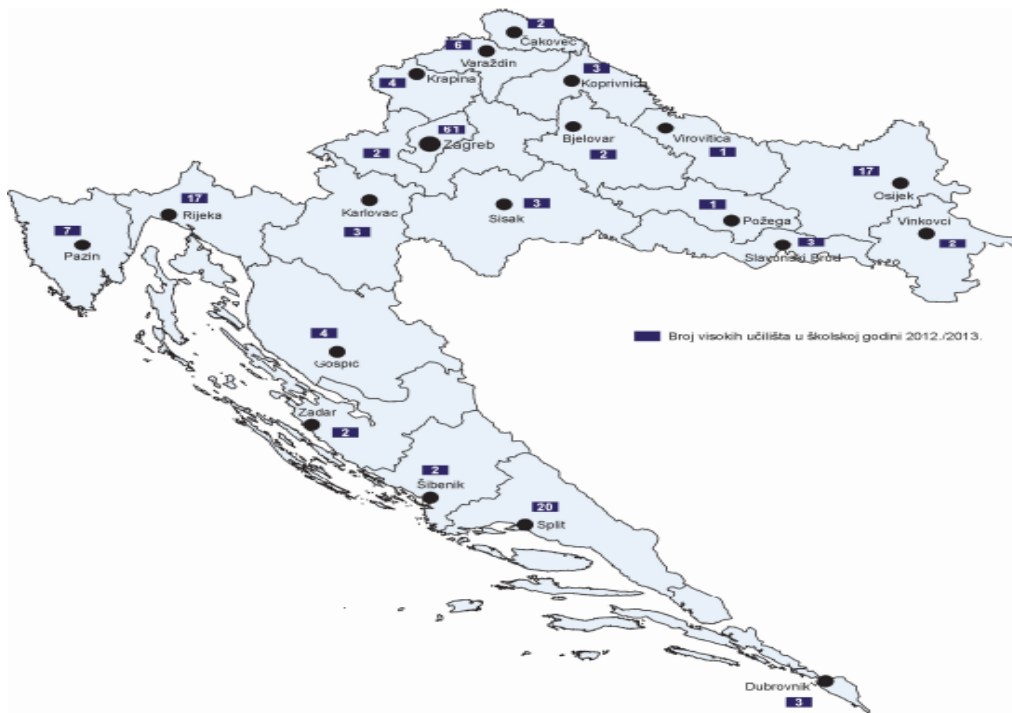 2
Čakovec
6
Varaždin
4
Krapina
3
Koprivnica
61
Zagreb
2
Bjelovar
2
Virovitica
1
17
Osijek
17
Rijeka
Karlovac
3
Sisak
3
1
Požega
Vinkovci
2
3
Slavonski Brod
7
Pazin
4
Gospić
Broj visokih učilišta u školskoj godini 2012./2013.
Zadar
2
2
Šibenik
20
Split
Dubrovnik
3